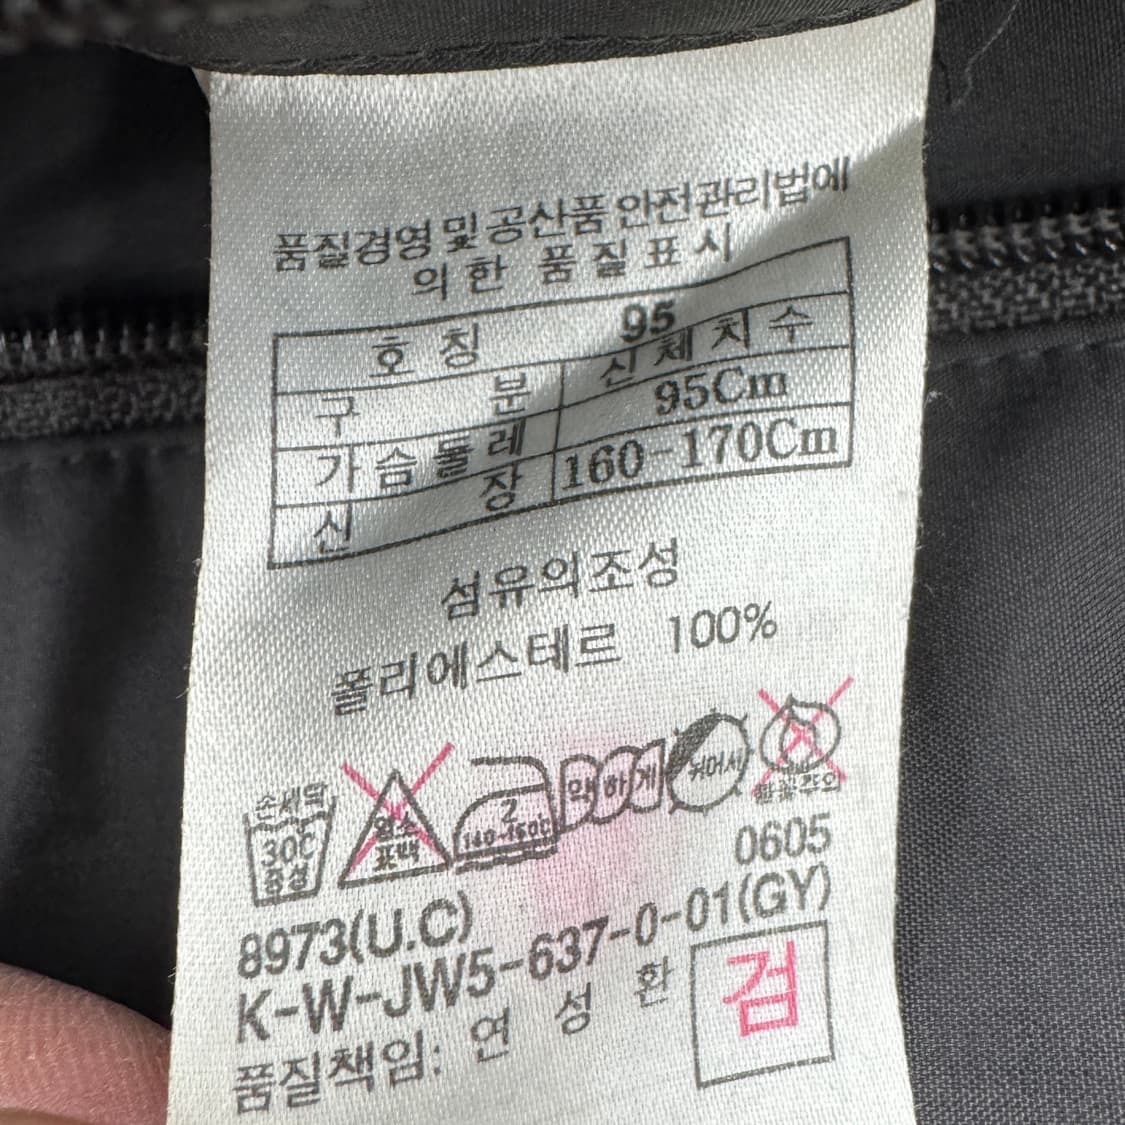 품질경영및공산품안전관리법에
의한 품질표시
호칭 95
구분 신체치수
가슴둘레 95Cm
신장 160-170Cm
섬유의조성
폴리에스테르 100%
손세탁 30℃ 중성
염소 표백
2 140-160℃
약하게
뉘어서
0605
8973(U.C)
K-W-JW5-637-0-01(GY)
품질책임: 연성환
검